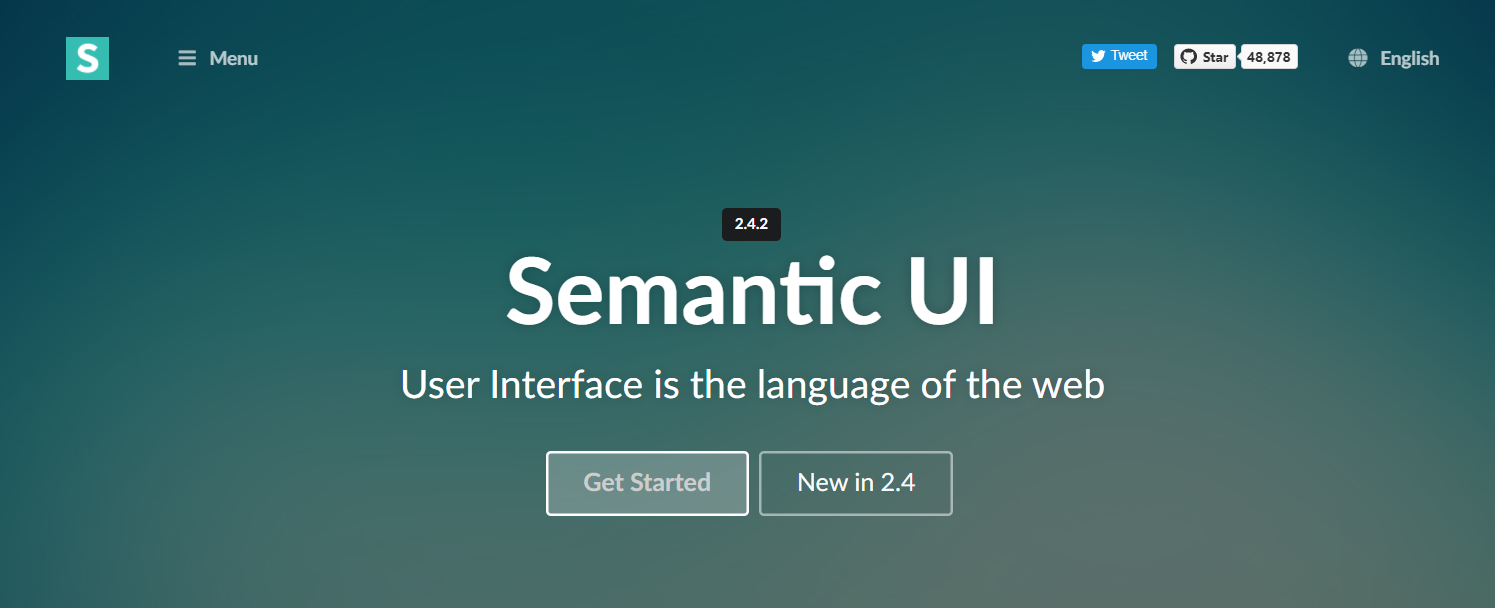 S
Menu
Tweet
Star
48,878
English
2.4.2
Semantic UI
User Interface is the language of the web
Get Started
New in 2.4